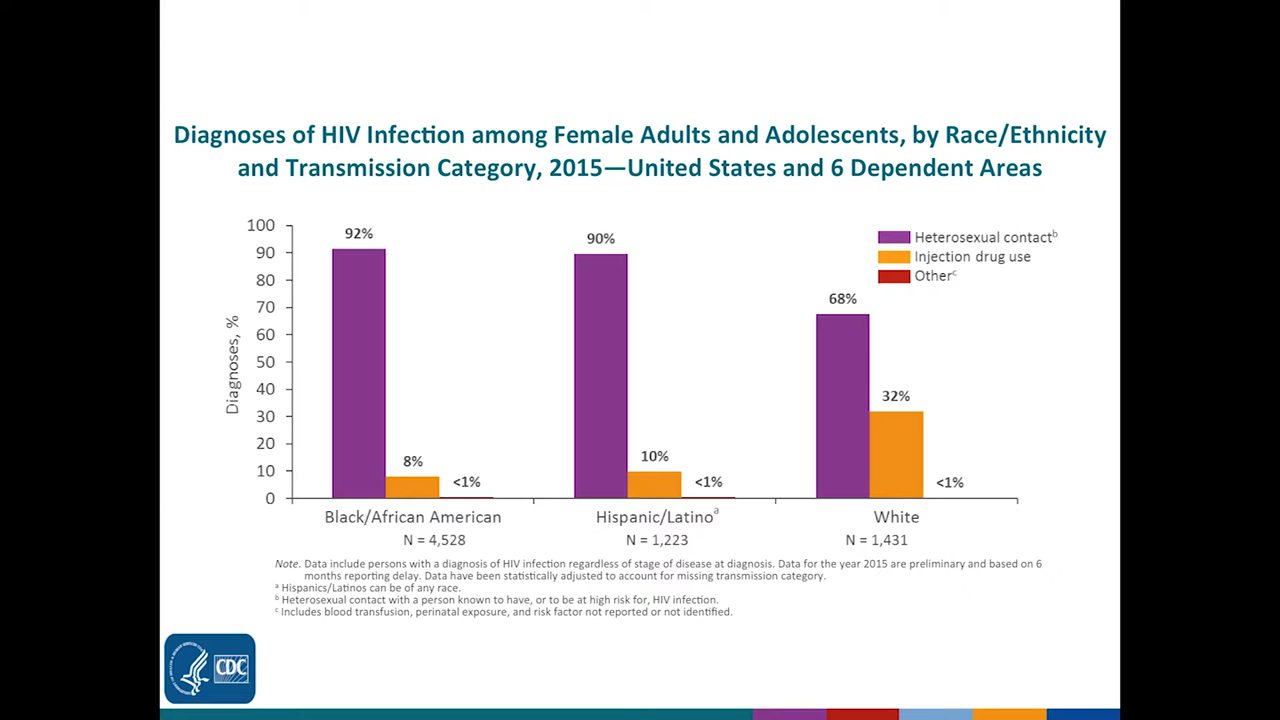 Diagnoses of HIV Infection among Female Adults and Adolescents, by Race/Ethnicity
and Transmission Category, 2015—United States and 6 Dependent Areas
Diagnoses, %
100
90
80
70
60
50
40
30
20
10
0
92%
8%
<1%
90%
10%
<1%
68%
32%
<1%
Heterosexual contactᵇ
Injection drug use
Otherᶜ
Black/African American
Hispanic/Latinoᵃ
White
N = 4,528
N = 1,223
N = 1,431
Note. Data include persons with a diagnosis of HIV infection regardless of stage of disease at diagnosis. Data for the year 2015 are preliminary and based on 6
months reporting delay. Data have been statistically adjusted to account for missing transmission category.
ᵃ Hispanics/Latinos can be of any race.
ᵇ Heterosexual contact with a person known to have, or to be at high risk for, HIV infection.
ᶜ Includes blood transfusion, perinatal exposure, and risk factor not reported or not identified.
CDC